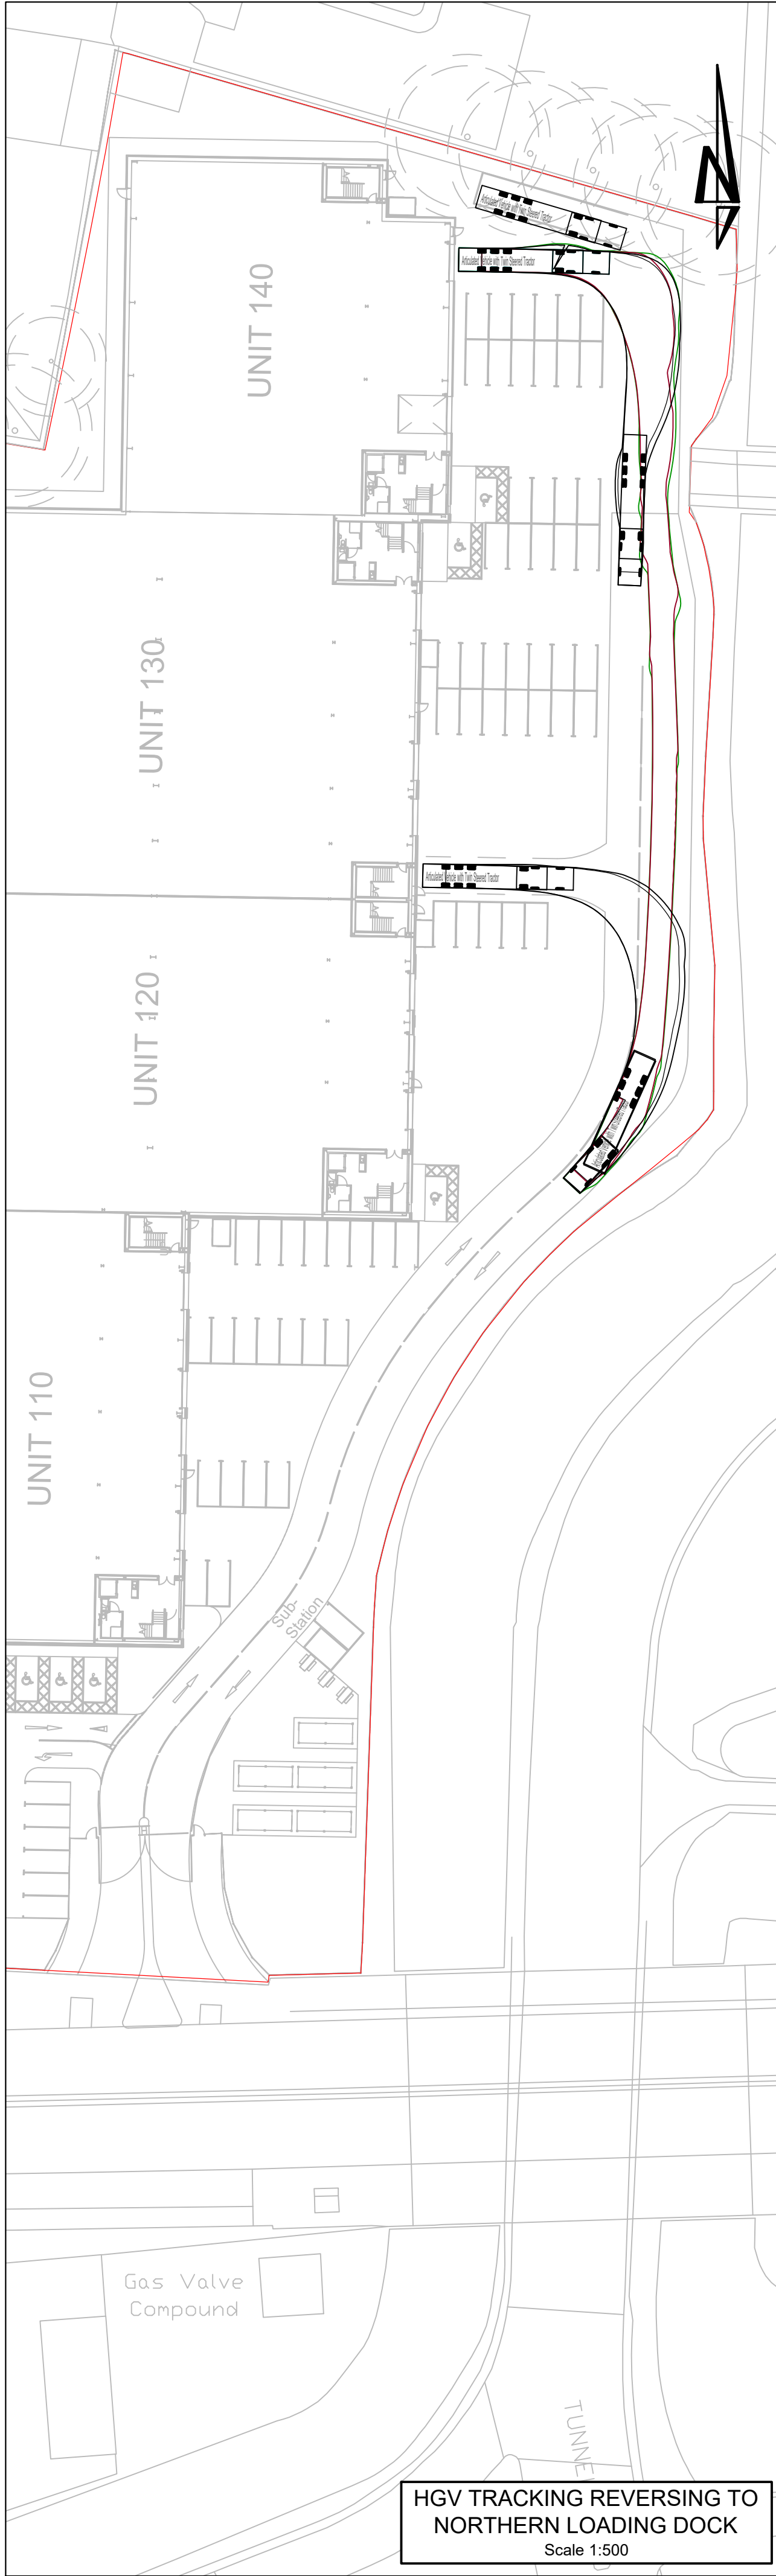 N
Articulated Vehicle with Twin Steered Tractor
Articulated Vehicle with Twin Steered Tractor
UNIT 140
UNIT 130
Articulated Vehicle with Twin Steered Tractor
UNIT 120
UNIT 110
Sub-
Station
Gas Valve
Compound
TUNNE
HGV TRACKING REVERSING TO
NORTHERN LOADING DOCK
Scale 1:500